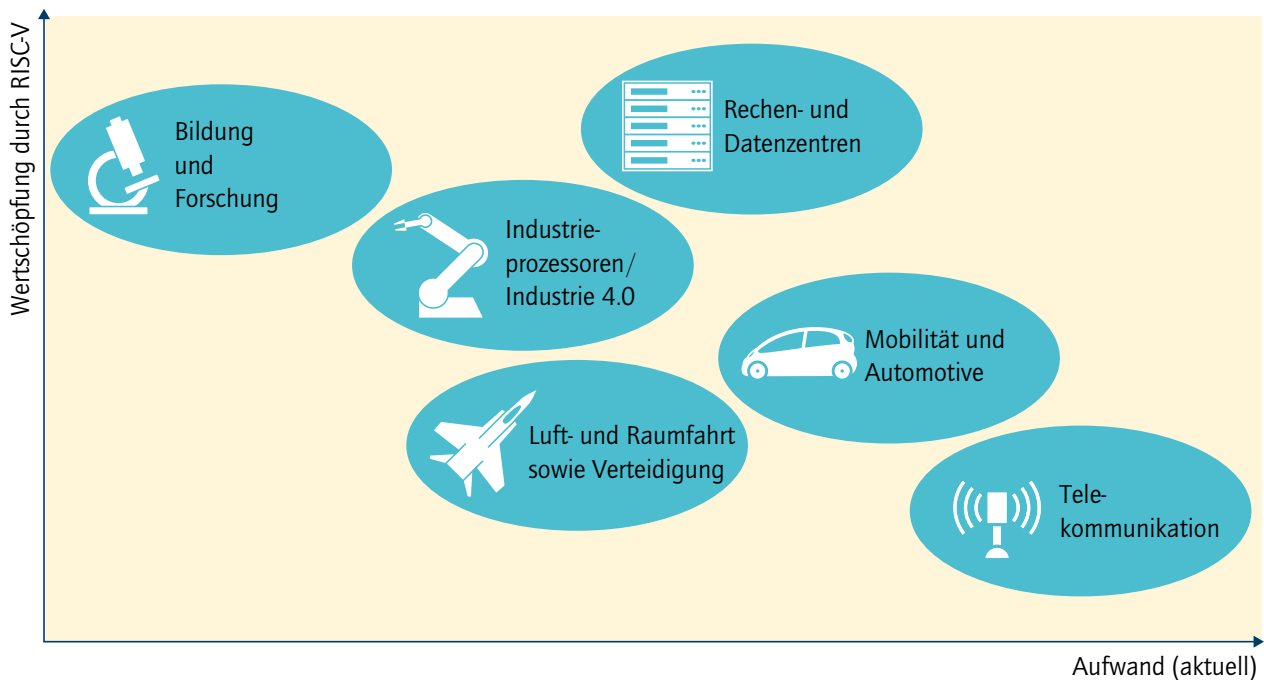 Wertschöpfung durch RISC-V
Bildung
und
Forschung
Rechen- und
Datenzentren
Industrie-
prozessoren/
Industrie 4.0
Mobilität und
Automotive
Luft- und Raumfahrt
sowie Verteidigung
Tele-
kommunikation
Aufwand (aktuell)